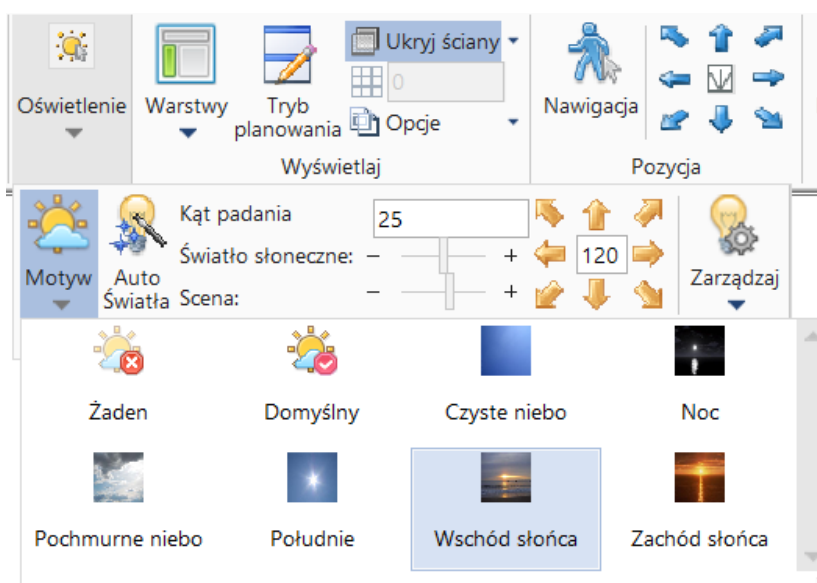 Ukryj ściany
0
Opcje
Oświetlenie
Warstwy
Tryb
planowania
Nawigacja
Wyświetlaj
Pozycja
Motyw
Auto
Światła
Kąt padania
25
Światło słoneczne: – +
120
Scena: – +
Zarządzaj
Żaden
Domyślny
Czyste niebo
Noc
Pochmurne niebo
Południe
Wschód słońca
Zachód słońca